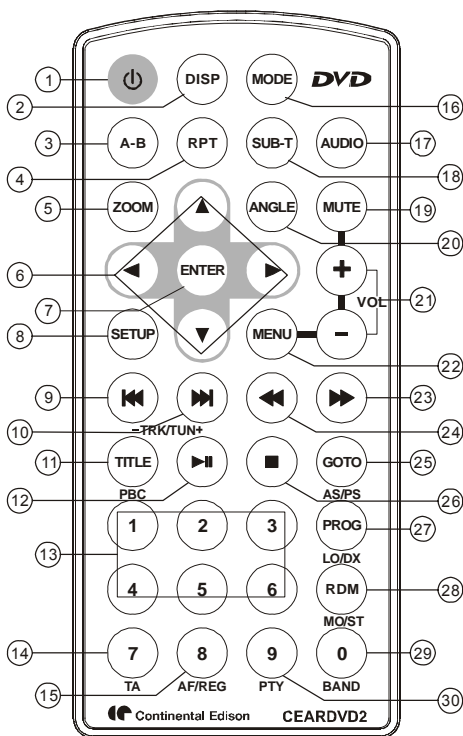 1 DISP MODE DVD
2 16
3 A-B RPT SUB-T AUDIO 17
4 18
5 ZOOM ANGLE MUTE 19
20
6 ENTER +
7 VOL 21
8 SETUP MENU -
22
9 23
10 -TRK/TUN+ 24
11 TITLE GOTO 25
12 PBC AS/PS 26
1 2 3 PROG 27
13 LO/DX
4 5 6 RDM 28
MO/ST
14 7 8 9 0 29
15 TA AF/REG PTY BAND 30
Continental Edison CEARDVD2